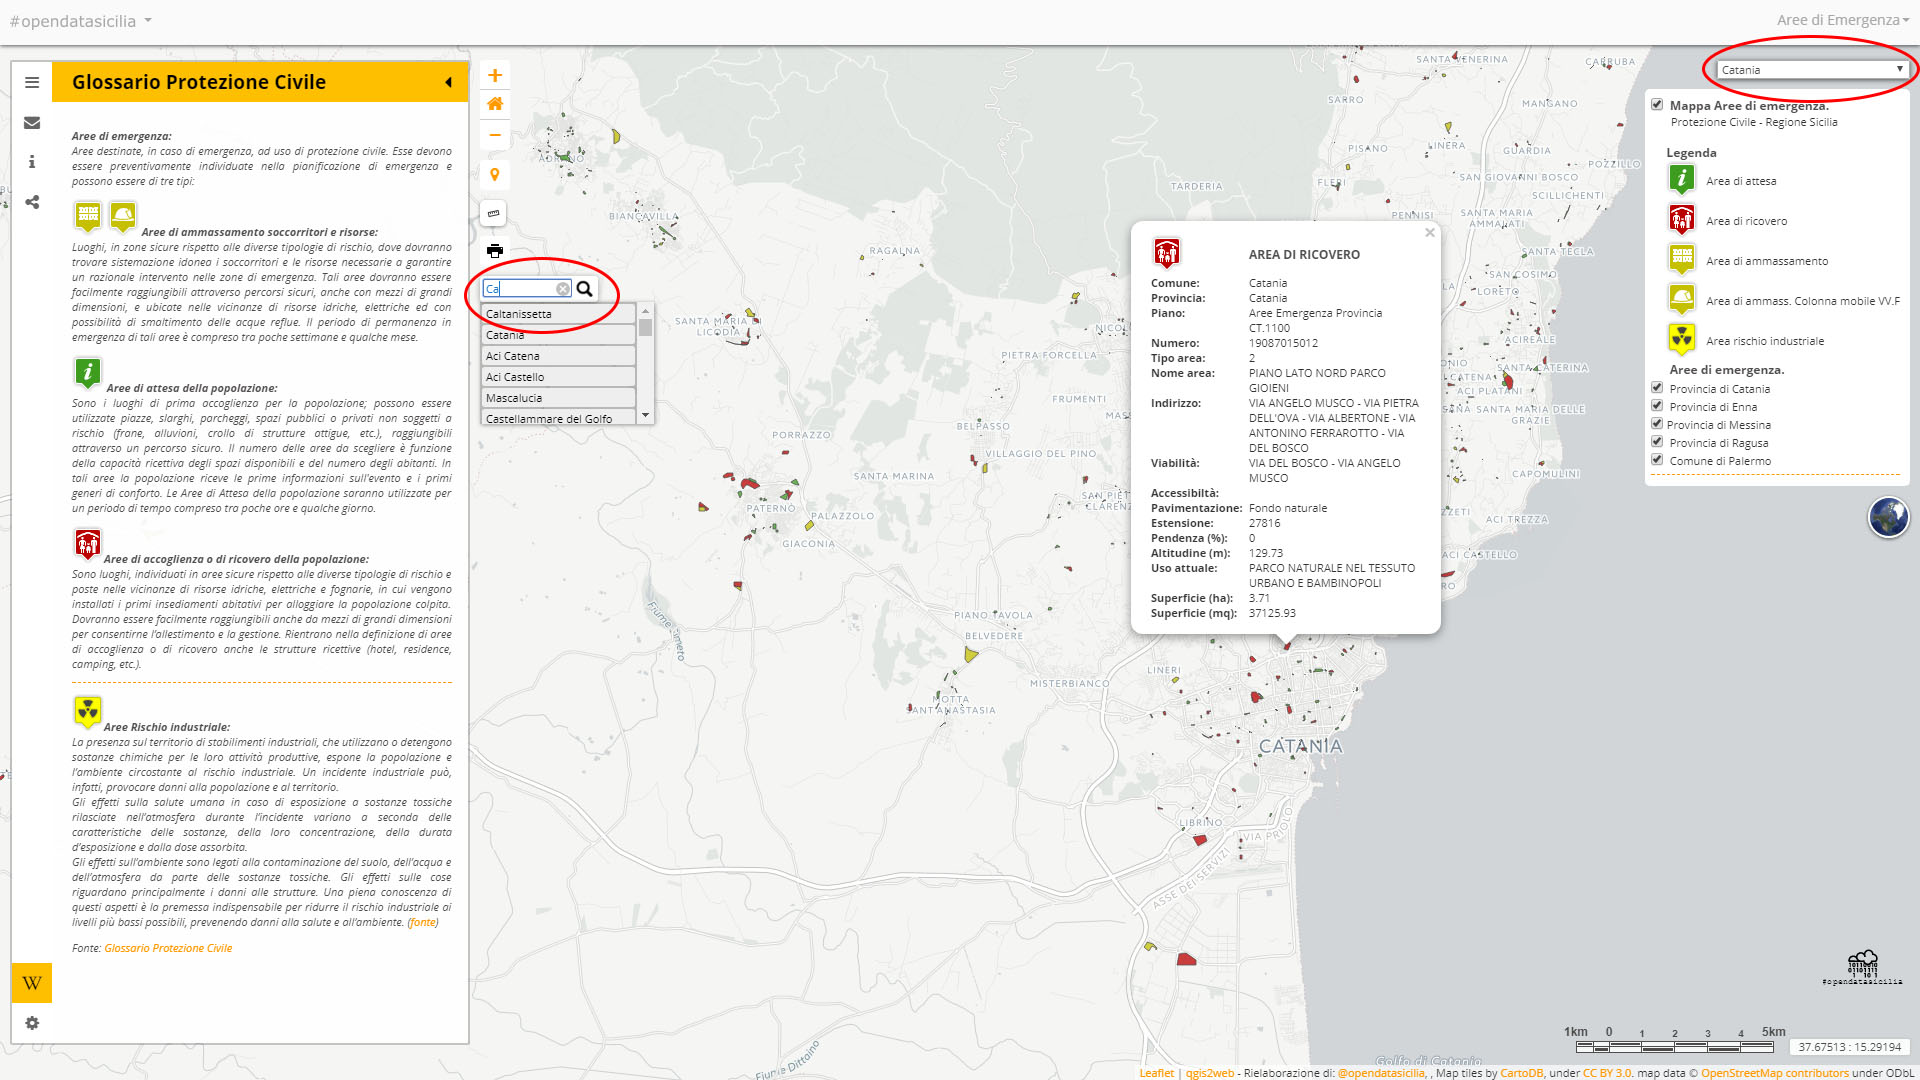 #opendatasicilia
Aree di Emergenza
Glossario Protezione Civile
Aree di emergenza:
Aree destinate, in caso di emergenza, ad uso di protezione civile. Esse devono
essere preventivamente individuate nella pianificazione di emergenza e
possono essere di tre tipi:
Aree di ammassamento soccorritori e risorse:
Luoghi, in zone sicure rispetto alle diverse tipologie di rischio, dove dovranno
trovare sistemazione idonea i soccorritori e le risorse necessarie a garantire
un razionale intervento nelle zone di emergenza. Tali aree dovranno essere
facilmente raggiungibili attraverso percorsi sicuri, anche con mezzi di grandi
dimensioni, e ubicate nelle vicinanze di risorse idriche, elettriche ed con
possibilità di smaltimento delle acque reflue. Il periodo di permanenza in
emergenza di tali aree è compreso tra poche settimane e qualche mese.
Aree di attesa della popolazione:
Sono i luoghi di prima accoglienza per la popolazione; possono essere
utilizzate piazze, slarghi, parcheggi, spazi pubblici o privati non soggetti a
rischio (frane, alluvioni, crollo di strutture attigue, etc.), raggiungibili
attraverso un percorso sicuro. Il numero delle aree da scegliere è funzione
della capacità ricettiva degli spazi disponibili e del numero degli abitanti. In
tali aree la popolazione riceve le prime informazioni sull'evento e i primi
generi di conforto. Le Aree di Attesa della popolazione saranno utilizzate per
un periodo di tempo compreso tra poche ore e qualche giorno.
Aree di accoglienza o di ricovero della popolazione:
Sono luoghi, individuati in aree sicure rispetto alle diverse tipologie di rischio e
poste nelle vicinanze di risorse idriche, elettriche e fognarie, in cui vengono
installati i primi insediamenti abitativi per alloggiare la popolazione colpita.
Dovranno essere facilmente raggiungibili anche da mezzi di grandi dimensioni
per consentirne l'allestimento e la gestione. Rientrano nella definizione di aree
di accoglienza o di ricovero anche le strutture ricettive (hotel, residence,
camping, etc.).
Aree Rischio industriale:
La presenza sul territorio di stabilimenti industriali, che utilizzano o detengono
sostanze chimiche per le loro attività produttive, espone la popolazione e
l'ambiente circostante al rischio industriale. Un incidente industriale può,
infatti, provocare danni alla popolazione e al territorio.
Gli effetti sulla salute umana in caso di esposizione a sostanze tossiche
rilasciate nell'atmosfera durante l'incidente variano a seconda delle
caratteristiche delle sostanze, della loro concentrazione, della durata
d'esposizione e dalla dose assorbita.
Gli effetti sull'ambiente sono legati alla contaminazione del suolo, dell'acqua e
dell'atmosfera da parte delle sostanze tossiche. Gli effetti sulle cose
riguardano principalmente i danni alle strutture. Una piena conoscenza di
questi aspetti è la premessa indispensabile per ridurre il rischio industriale ai
livelli più bassi possibili, prevenendo danni alla salute e all'ambiente. (fonte)
Fonte: Glossario Protezione Civile
W
Ca
Caltanissetta
Catania
Aci Catena
Aci Castello
Mascalucia
Castellammare del Golfo
ADRANO
BIANCAVILLA
RAGALNA
SANTA MARIA DI
LICODIA
PIETRA FORCELLA
FRUMENTI
PORRAZZO
BELPASSO
VILLAGGIO DEL PINO
SANTA MARINA
PATERNÒ
PALAZZOLO
GIACONIA
Fiume Simeto
PIANO TAVOLA
BELVEDERE
MISTERBIANCO
MOTTA
SANT'ANASTASIA
LINERI
CATANIA
LIBRINO
VIA PRIOLO
ASSE DEI SERVIZI
Golfo di Catania
Fiume Dittaino
TARDERIA
SANTA VENERINA
CARRUBA
SARRO
MANGANO
PISANO
LINERA
GUARDIA
POZZILLO
FLERI
SAN GIOVANNI BOSCO
SCILLICHENTI
PENNISI
SANTA MARIA
AMMALATI
SANTA TECLA
SAN COSIMO
LORETO
ACIREALE
SANTA CATERINA
ACI PLATANI
SANTA MARIA DELLE
GRAZIE
CAPOMULINI
ACI TREZZA
ACI CASTELLO
AREA DI RICOVERO
Comune: Catania
Provincia: Catania
Piano: Aree Emergenza Provincia
CT.1100
Numero: 19087015012
Tipo area: 2
Nome area: PIANO LATO NORD PARCO
GIOIENI
Indirizzo: VIA ANGELO MUSCO - VIA PIETRA
DELL'OVA - VIA ALBERTONE - VIA
ANTONINO FERRAROTTO - VIA
DEL BOSCO
Viabilità: VIA DEL BOSCO - VIA ANGELO
MUSCO
Accessibiltà:
Pavimentazione: Fondo naturale
Estensione: 27816
Pendenza (%): 0
Altitudine (m): 129.73
Uso attuale: PARCO NATURALE NEL TESSUTO
URBANO E BAMBINOPOLI
Superficie (ha): 3.71
Superficie (mq): 37125.93
Catania
Mappa Aree di emergenza.
Protezione Civile - Regione Sicilia
Legenda
Area di attesa
Area di ricovero
Area di ammassamento
Area di ammass. Colonna mobile VV.F
Area rischio industriale
Aree di emergenza.
Provincia di Catania
Provincia di Enna
Provincia di Messina
Provincia di Ragusa
Comune di Palermo
#opendatasicilia
1km 0 1 2 3 4 5km
37.67513 : 15.29194
Leaflet | qgis2web - Rielaborazione di: @opendatasicilia, , Map tiles by CartoDB, under CC BY 3.0. map data © OpenStreetMap contributors under ODbL